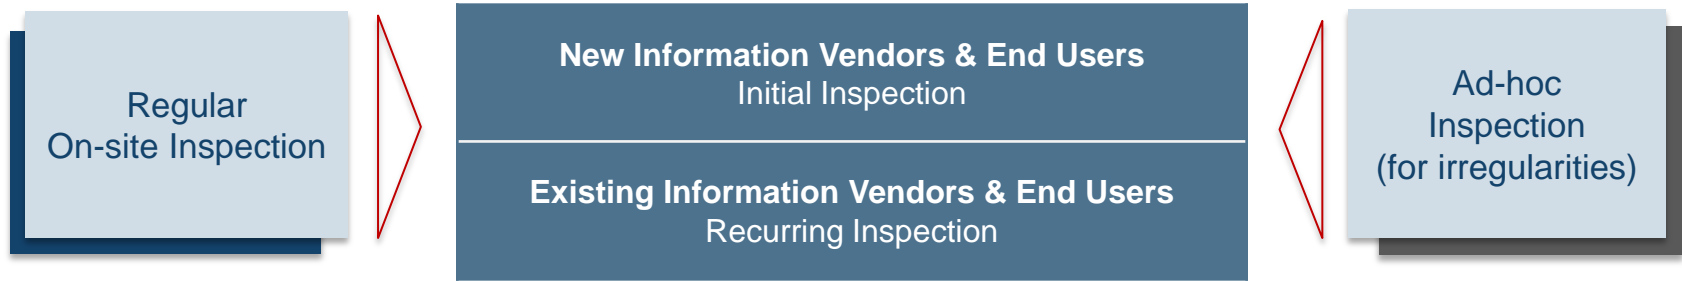 Regular
On-site Inspection
New Information Vendors & End Users
Initial Inspection
Existing Information Vendors & End Users
Recurring Inspection
Ad-hoc
Inspection
(for irregularities)